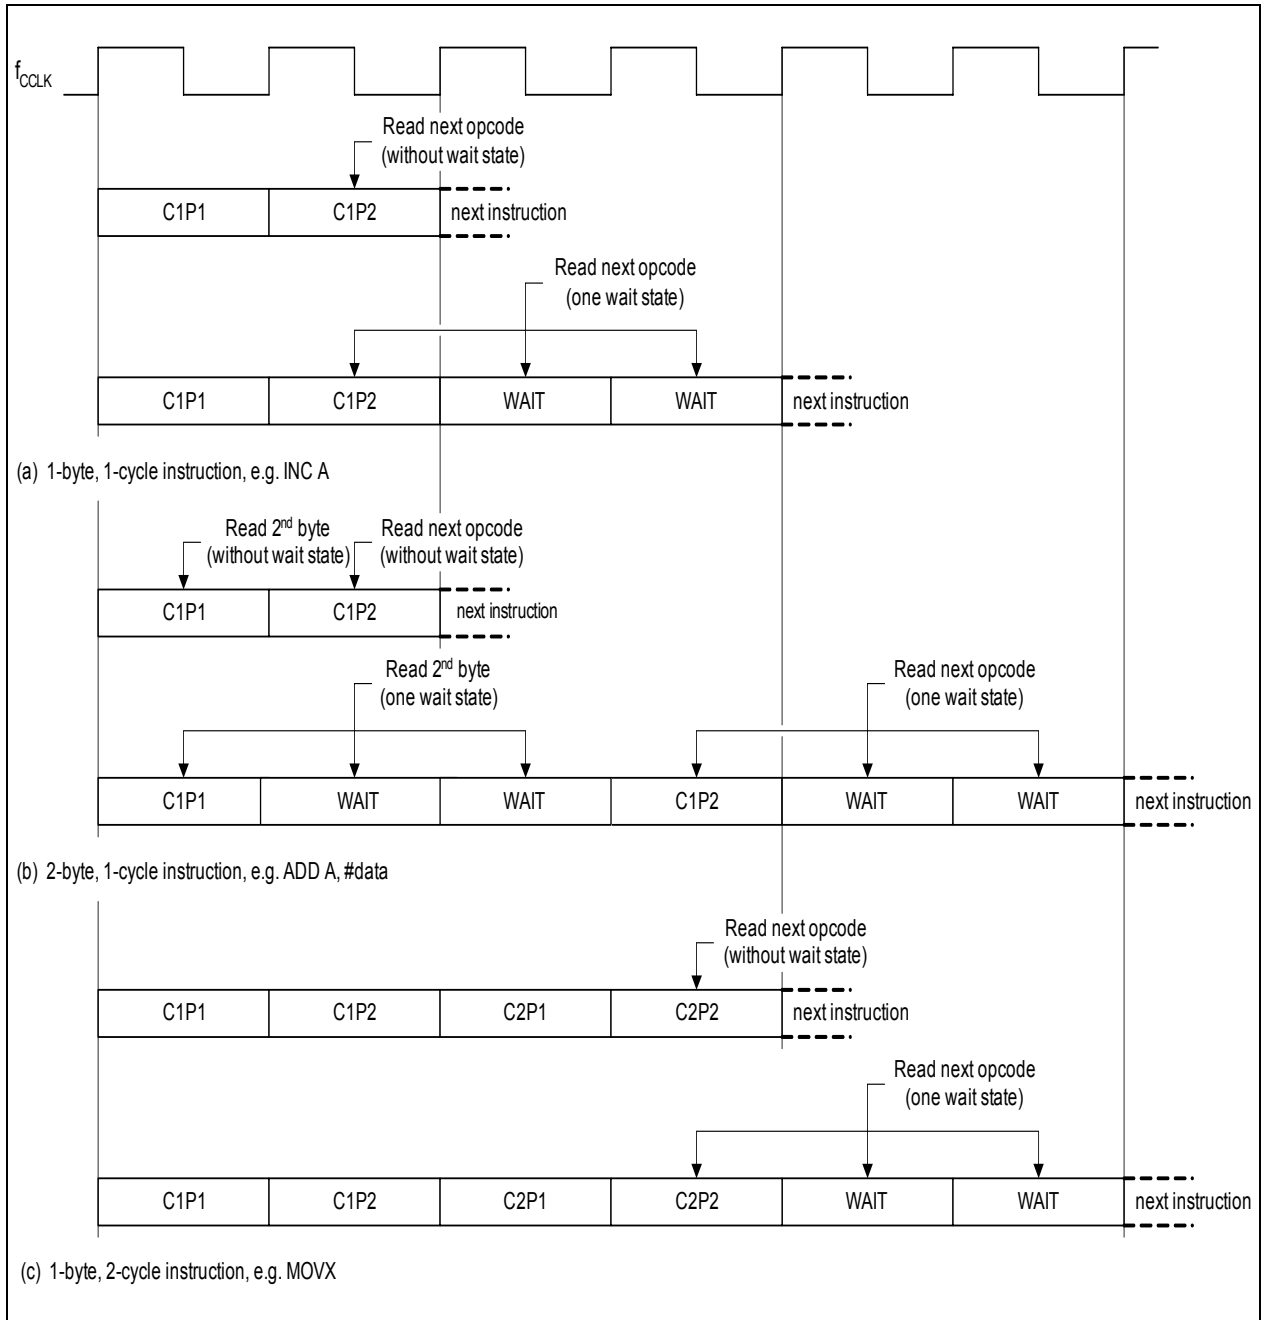 fCCLK
Read next opcode
(without wait state)
C1P1 C1P2 next instruction
Read next opcode
(one wait state)
C1P1 C1P2 WAIT WAIT next instruction
(a) 1-byte, 1-cycle instruction, e.g. INC A
Read 2nd byte Read next opcode
(without wait state) (without wait state)
C1P1 C1P2 next instruction
Read 2nd byte Read next opcode
(one wait state) (one wait state)
C1P1 WAIT WAIT C1P2 WAIT WAIT next instruction
(b) 2-byte, 1-cycle instruction, e.g. ADD A, #data
Read next opcode
(without wait state)
C1P1 C1P2 C2P1 C2P2 next instruction
Read next opcode
(one wait state)
C1P1 C1P2 C2P1 C2P2 WAIT WAIT next instruction
(c) 1-byte, 2-cycle instruction, e.g. MOVX